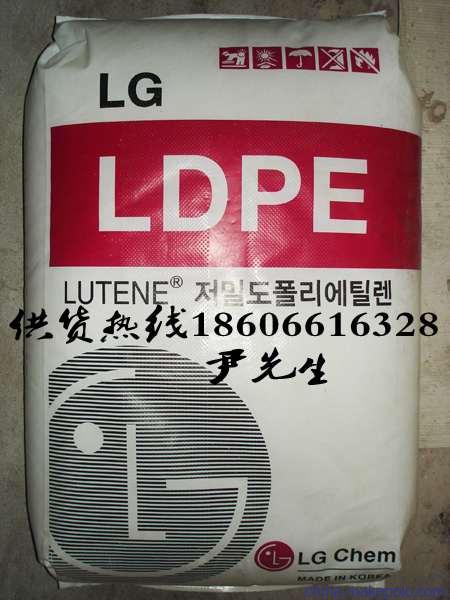 LG
LDPE
LUTENE® 저밀도폴리에틸렌
供货热线18606616328
尹先生
LG Chem
MADE IN KOREA